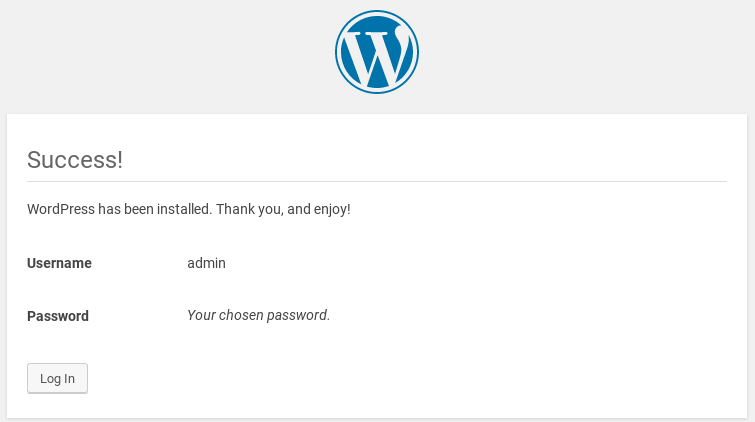 Success!
WordPress has been installed. Thank you, and enjoy!
Username admin
Password Your chosen password.
Log In